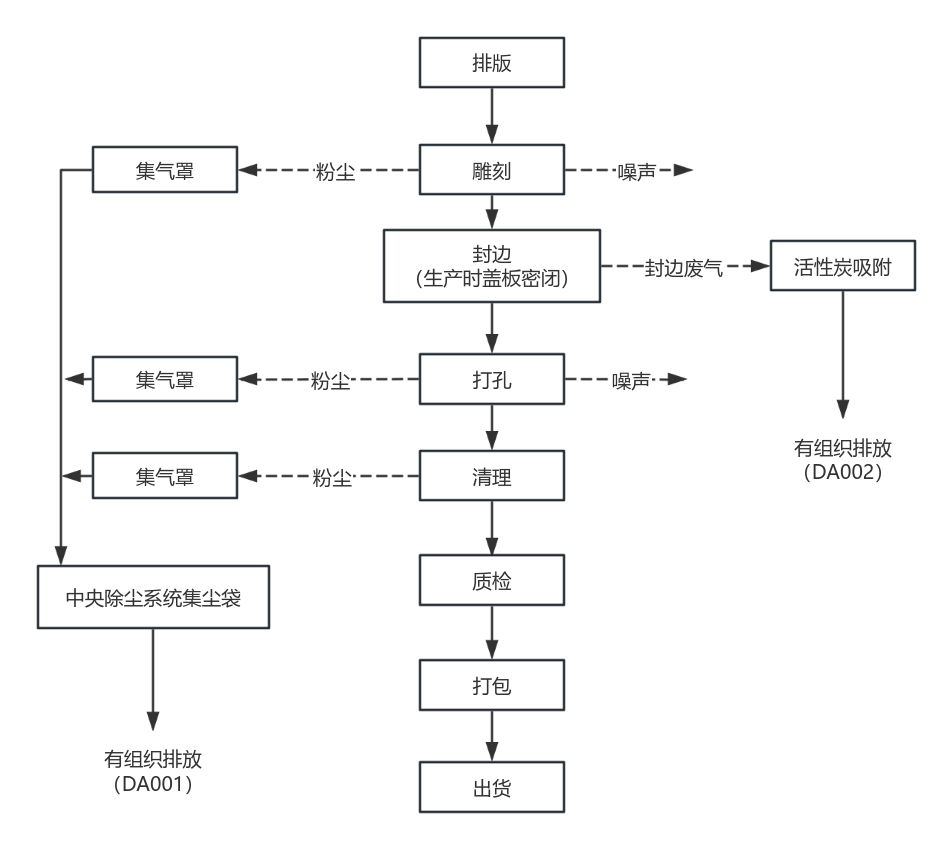 排版
集气罩
粉尘
雕刻
噪声
封边
（生产时盖板密闭）
封边废气
活性炭吸附
集气罩
粉尘
打孔
噪声
有组织排放
（DA002）
集气罩
粉尘
清理
质检
中央除尘系统集尘袋
打包
有组织排放
（DA001）
出货